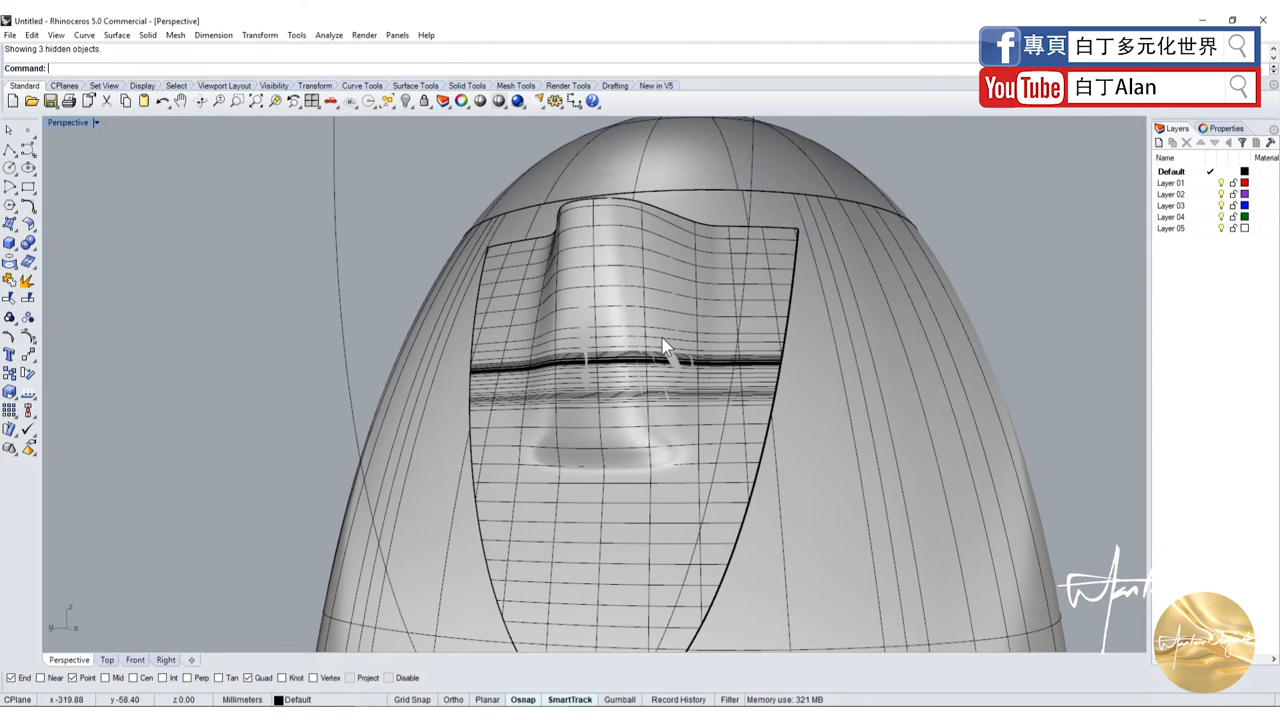 Untitled - Rhinoceros 5.0 Commercial - [Perspective]
File Edit View Curve Surface Solid Mesh Dimension Transform Tools Analyze Render Panels Help
Showing 3 hidden objects.
Command:
專頁 白丁多元化世界
YouTube 白丁Alan
Standard CPlanes Set View Display Select Viewport Layout Visibility Transform Curve Tools Surface Tools Solid Tools Mesh Tools Render Tools Drafting New in V5
Perspective
Layers Properties
Name Material
Default
Layer 01
Layer 02
Layer 03
Layer 04
Layer 05
z
y x
Perspective Top Front Right
End Near Point Mid Cen Int Perp Tan Quad Knot Vertex Project Disable
CPlane x -319.88 y -58.40 z 0.00 Millimeters Default Grid Snap Ortho Planar Osnap SmartTrack Gumball Record History Filter Memory use: 321 MB